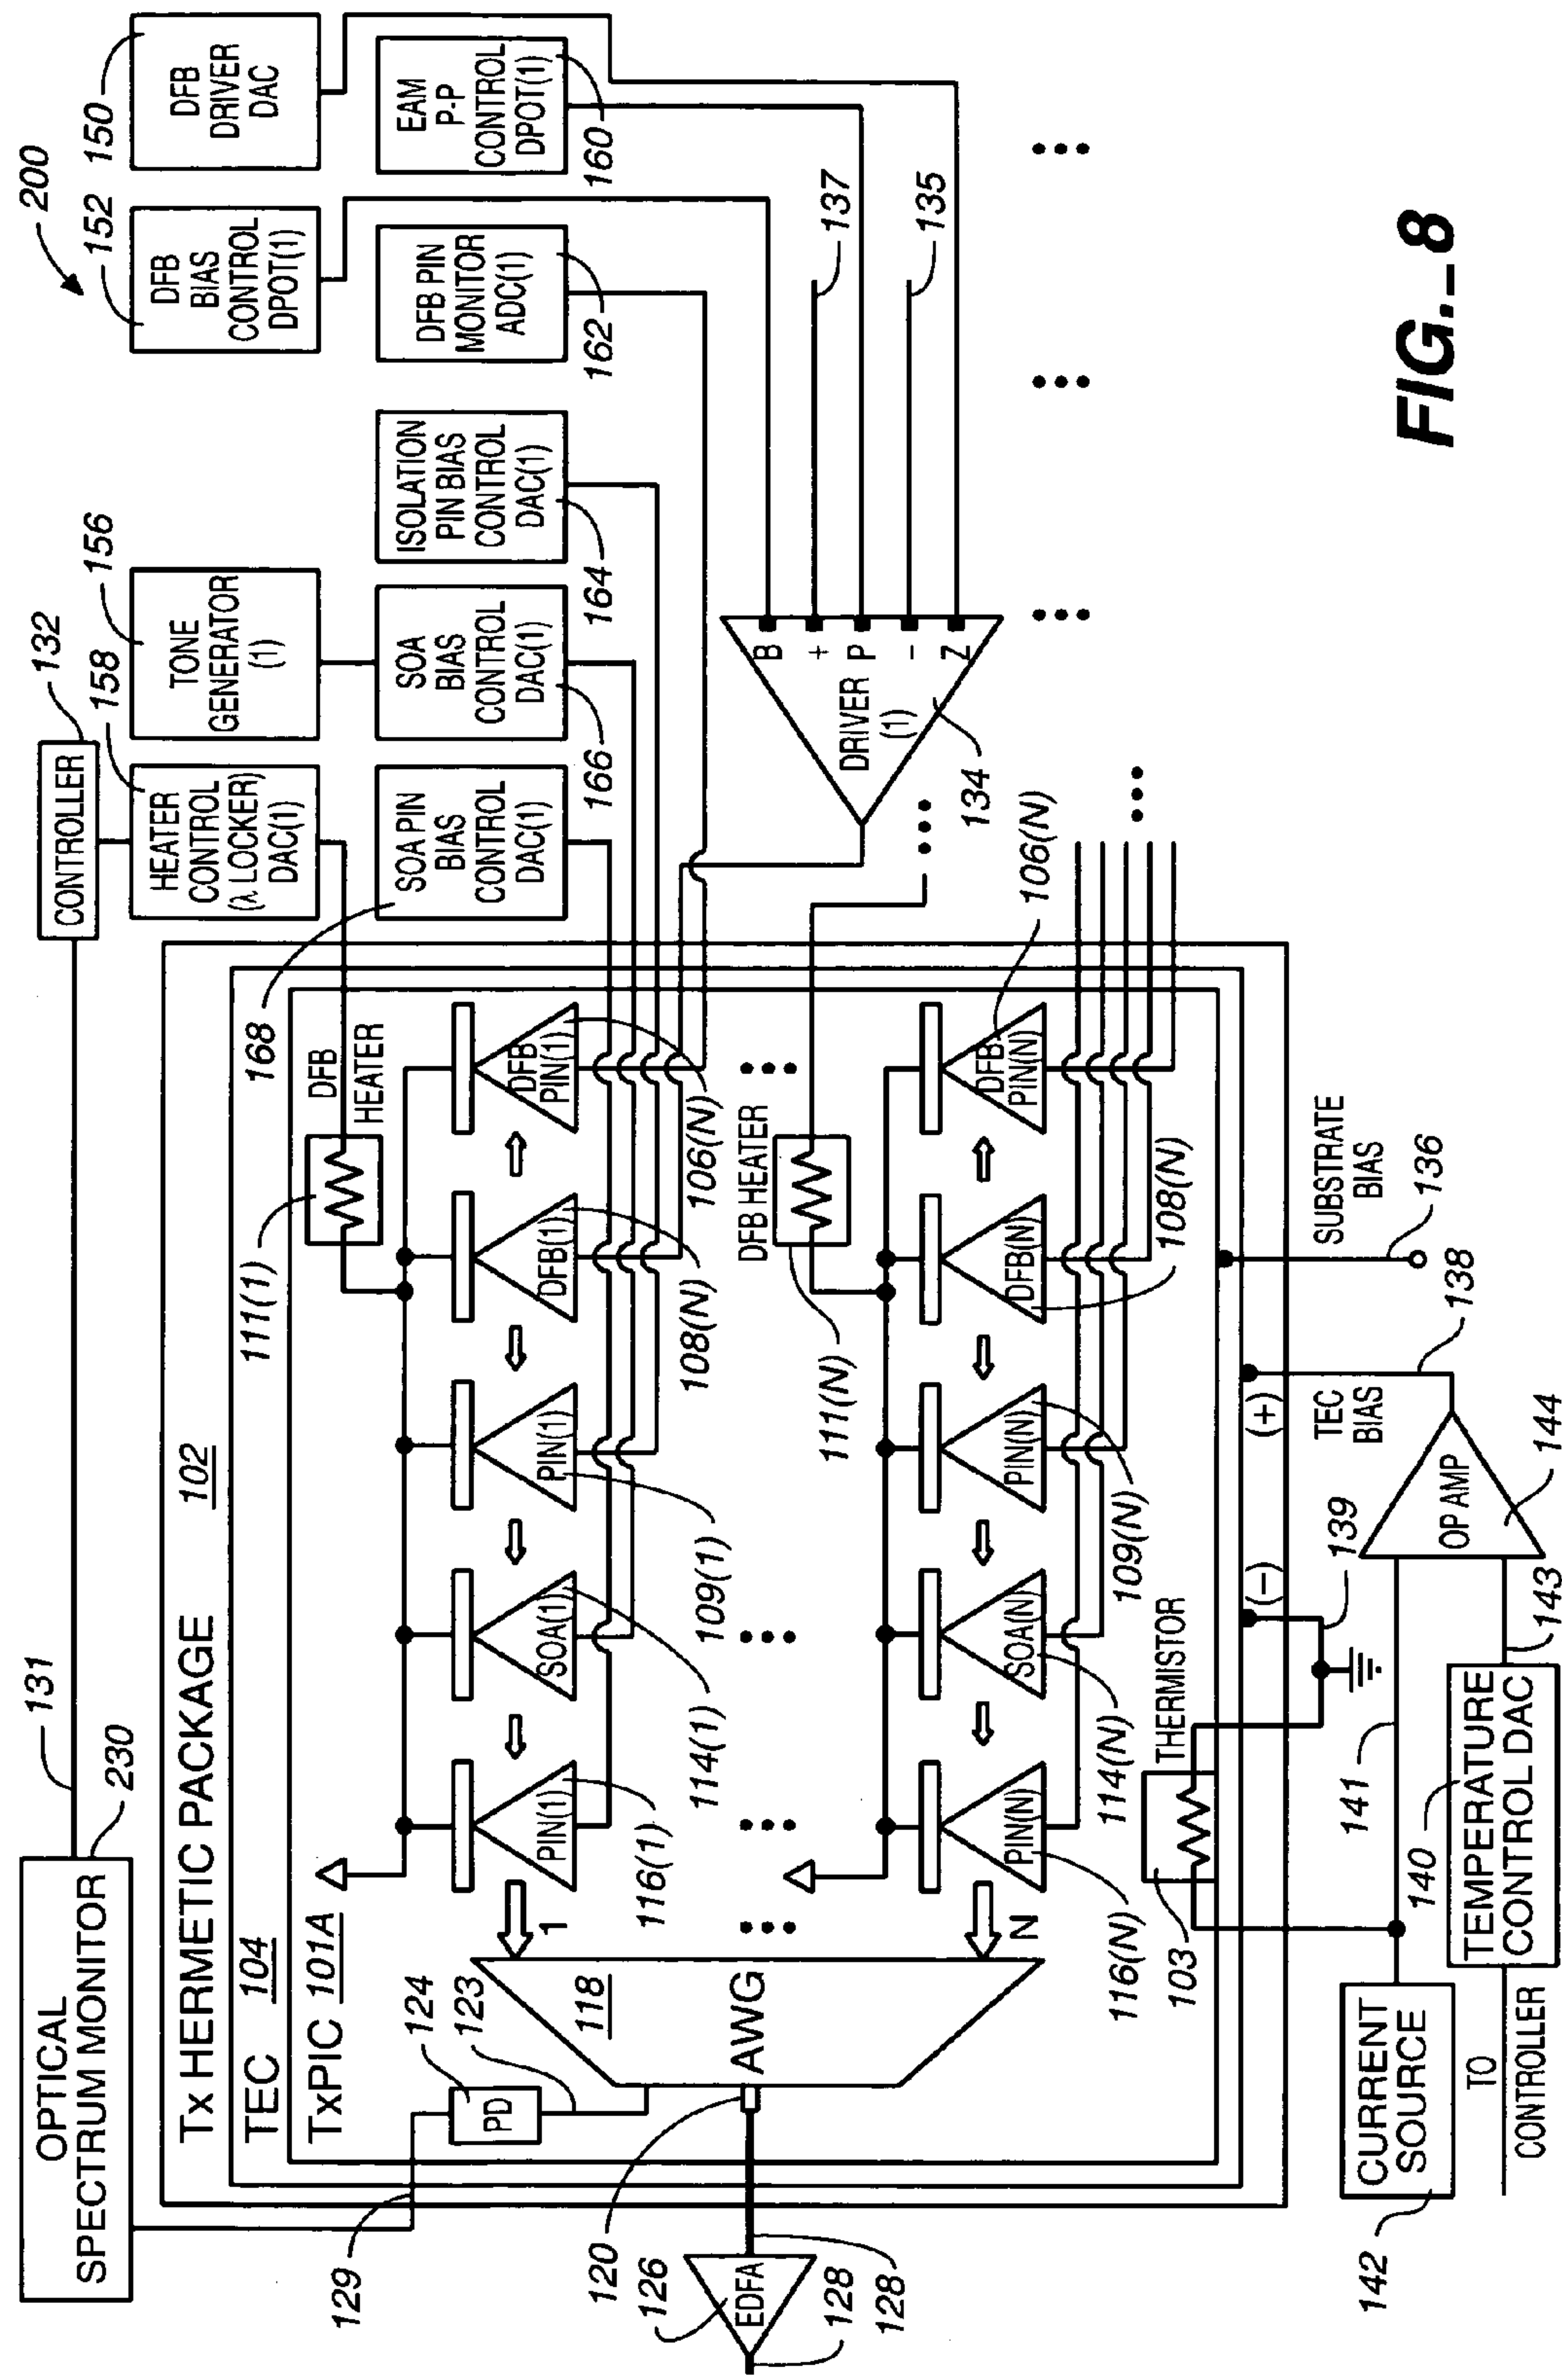 200
150
DFB
DRIVER
DAC
152
DFB
BIAS
CONTROL
DPOT(1)
156
TONE
GENERATOR
(1)
132
CONTROLLER
158
HEATER
CONTROL
(λ LOCKER)
DAC(1)
131
OPTICAL
SPECTRUM MONITOR
230
EAM
P-P
CONTROL
DPOT(1)
160
DFB PIN
MONITOR
ADC(1)
162
ISOLATION
PIN BIAS
CONTROL
DAC(1)
164
SOA
BIAS
CONTROL
DAC(1)
166
SOA PIN
BIAS
CONTROL
DAC(1)
168
Tx HERMETIC PACKAGE 102
TEC 104
TxPIC 101A
111(1)
DFB
HEATER
129
124
PD
123
1
PIN(1)
SOA(1)
PIN(1)
DFB(1)
DFB
PIN(1)
116(1)
114(1)
109(1)
108(N)
106(N)
118
AWG
120
126
EDFA
128
128
DFB HEATER
111(N)
N
PIN(N)
SOA(N)
PIN(N)
DFB(N)
DFB
PIN(N)
106(N)
116(N)
114(N)
109(N)
108(N)
B
+
P
-
Z
DRIVER
(1)
134
137
135
103
THERMISTOR
(-)
(+)
139
TEC
BIAS
138
SUBSTRATE
BIAS
136
142
CURRENT
SOURCE
141
140
TEMPERATURE
CONTROL DAC
143
OP AMP
144
TO
CONTROLLER
FIG._8